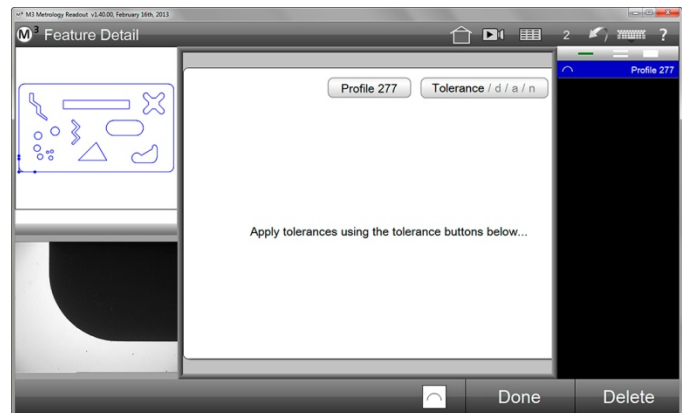 M³ Metrology Readout v1.40.00, February 16th, 2013
M³ Feature Detail
2
?
Profile 277
Profile 277
Tolerance / d / a / n
Apply tolerances using the tolerance buttons below...
Done
Delete